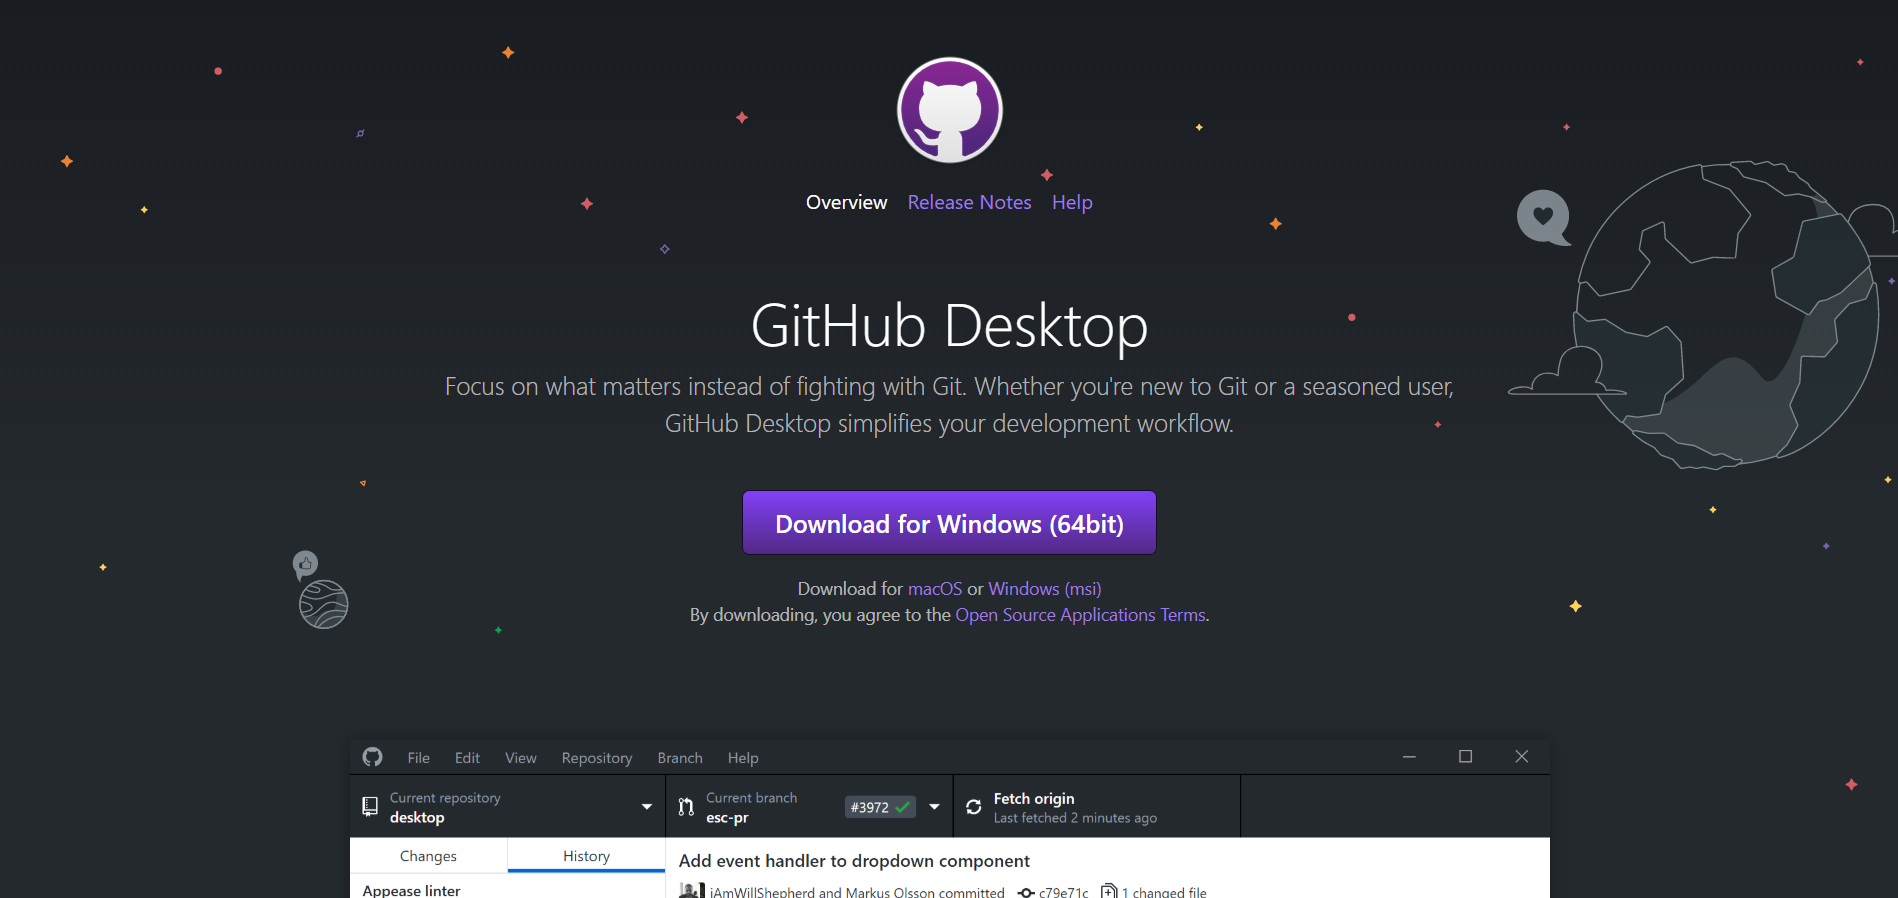 Overview Release Notes Help
GitHub Desktop
Focus on what matters instead of fighting with Git. Whether you're new to Git or a seasoned user,
GitHub Desktop simplifies your development workflow.
Download for Windows (64bit)
Download for macOS or Windows (msi)
By downloading, you agree to the Open Source Applications Terms.
File Edit View Repository Branch Help
Current repository
desktop
Current branch
esc-pr
#3972
Fetch origin
Last fetched 2 minutes ago
Changes History
Add event handler to dropdown component
Appease linter
iAmWillShepherd and Markus Olsson committed c79e71c 1 changed file